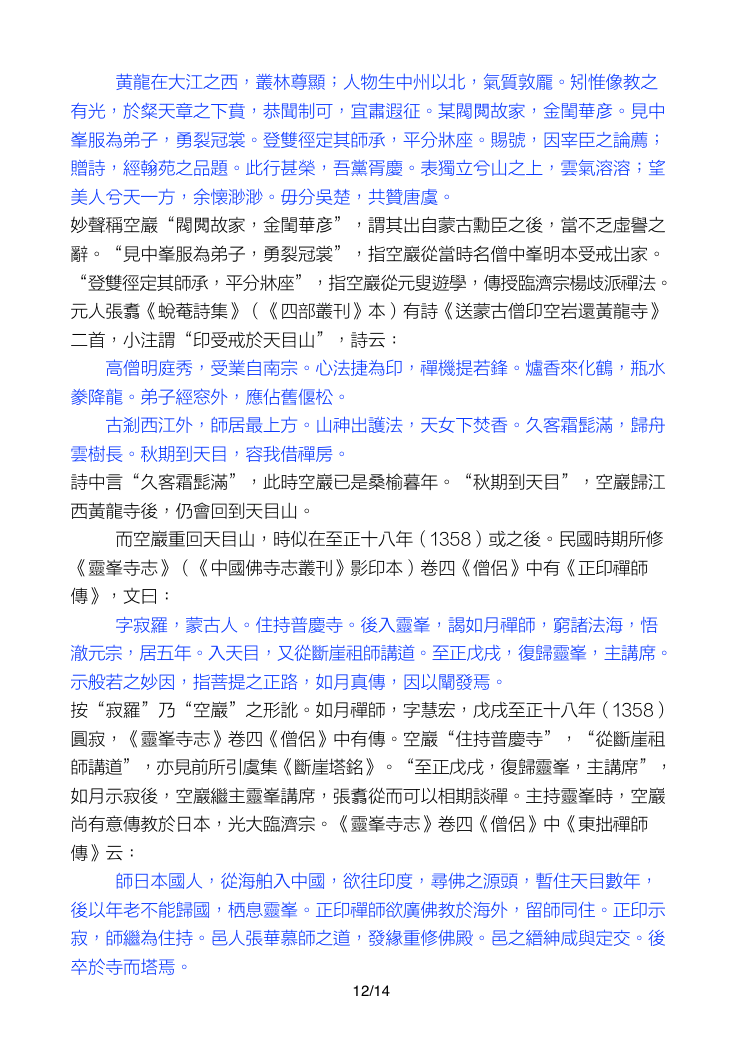 黄龍在大江之西，叢林尊顯；人物生中州以北，氣質敦龎。矧惟像教之
有光，於粲天章之下賁，恭聞制可，宜肅遐征。某閥閲故家，金閨華彥。見中
峯服為弟子，勇裂冠裳。登雙徑定其師承，平分牀座。賜號，因宰臣之論薦；
贈詩，經翰苑之品題。此行甚榮，吾黨胥慶。表獨立兮山之上，雲氣溶溶；望
美人兮天一方，余懷渺渺。毋分吳楚，共贊唐虞。
妙聲稱空巖“閥閲故家，金閨華彥”，謂其出自蒙古勳臣之後，當不乏虛譽之
辭。“見中峯服為弟子，勇裂冠裳”，指空巖從當時名僧中峯明本受戒出家。
“登雙徑定其師承，平分牀座”，指空巖從元叟遊學，傳授臨濟宗楊歧派禪法。
元人張翥《蛻菴詩集》（《四部叢刊》本）有詩《送蒙古僧印空岩還黃龍寺》
二首，小注謂“印受戒於天目山”，詩云：
高僧明庭秀，受業自南宗。心法捷為印，禪機提若鋒。爐香來化鶴，瓶水
豢降龍。弟子經窓外，應佔舊偃松。
古剎西江外，師居最上方。山神出護法，天女下焚香。久客霜髭滿，歸舟
雲樹長。秋期到天目，容我借禪房。
詩中言“久客霜髭滿”，此時空巖已是桑榆暮年。“秋期到天目”，空巖歸江
西黃龍寺後，仍會回到天目山。
而空巖重回天目山，時似在至正十八年（1358）或之後。民國時期所修
《靈峯寺志》（《中國佛寺志叢刊》影印本）卷四《僧侶》中有《正印禪師
傳》，文曰：
字寂羅，蒙古人。住持普慶寺。後入靈峯，謁如月禪師，窮諸法海，悟
澈元宗，居五年。入天目，又從斷崖祖師講道。至正戊戌，復歸靈峯，主講席。
示般若之妙因，指菩提之正路，如月真傳，因以闡發焉。
按“寂羅”乃“空巖”之形訛。如月禪師，字慧宏，戊戌至正十八年（1358）
圓寂，《靈峯寺志》卷四《僧侶》中有傳。空巖“住持普慶寺”，“從斷崖祖
師講道”，亦見前所引虞集《斷崖塔銘》。“至正戊戌，復歸靈峯，主講席”，
如月示寂後，空巖繼主靈峯講席，張翥從而可以相期談禪。主持靈峯時，空巖
尚有意傳教於日本，光大臨濟宗。《靈峯寺志》卷四《僧侶》中《東拙禪師
傳》云：
師日本國人，從海舶入中國，欲往印度，尋佛之源頭，暫住天目數年，
後以年老不能歸國，栖息靈峯。正印禪師欲廣佛教於海外，留師同住。正印示
寂，師繼為住持。邑人張華慕師之道，發緣重修佛殿。邑之縉紳咸與定交。後
卒於寺而塔焉。
12/14